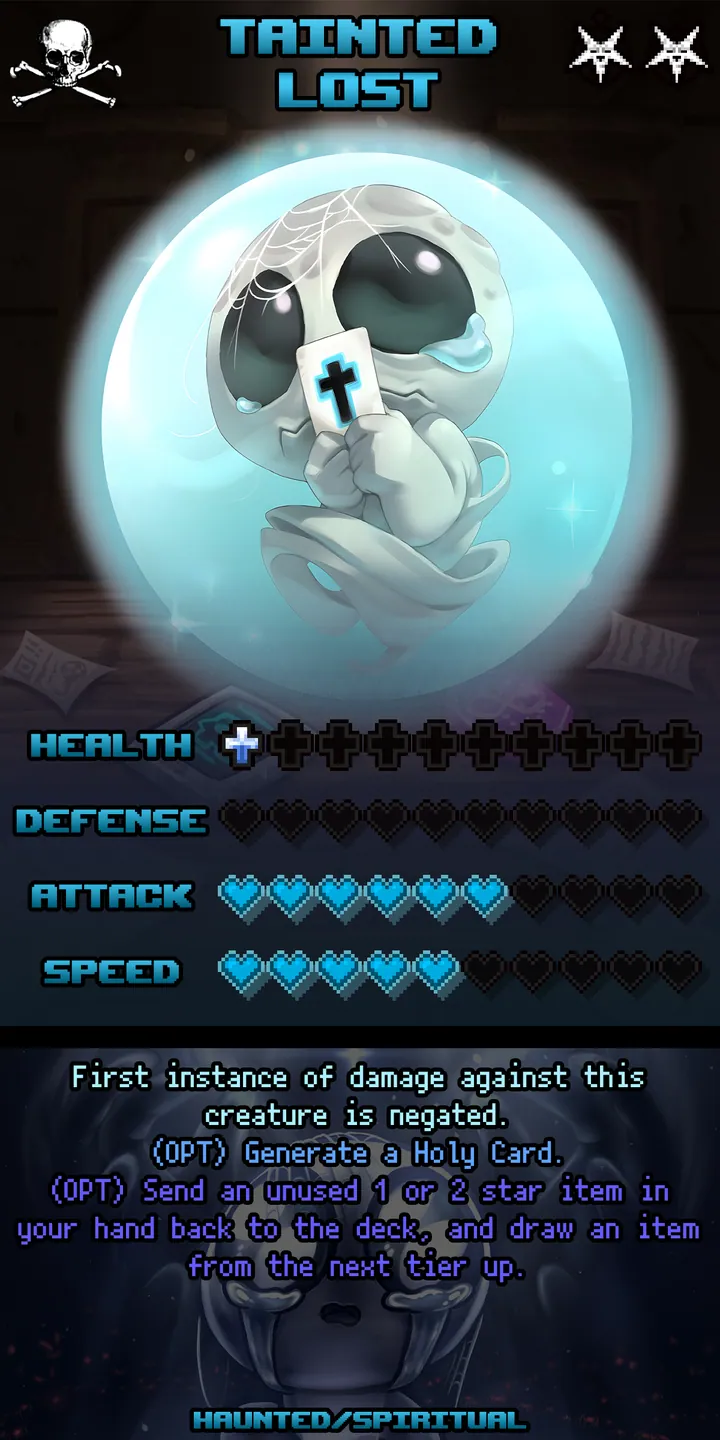 TAINTED
LOST
HEALTH
DEFENSE
ATTACK
SPEED
First instance of damage against this
creature is negated.
(OPT) Generate a Holy Card.
(OPT) Send an unused 1 or 2 star item in
your hand back to the deck, and draw an item
from the next tier up.
HAUNTED/SPIRITUAL